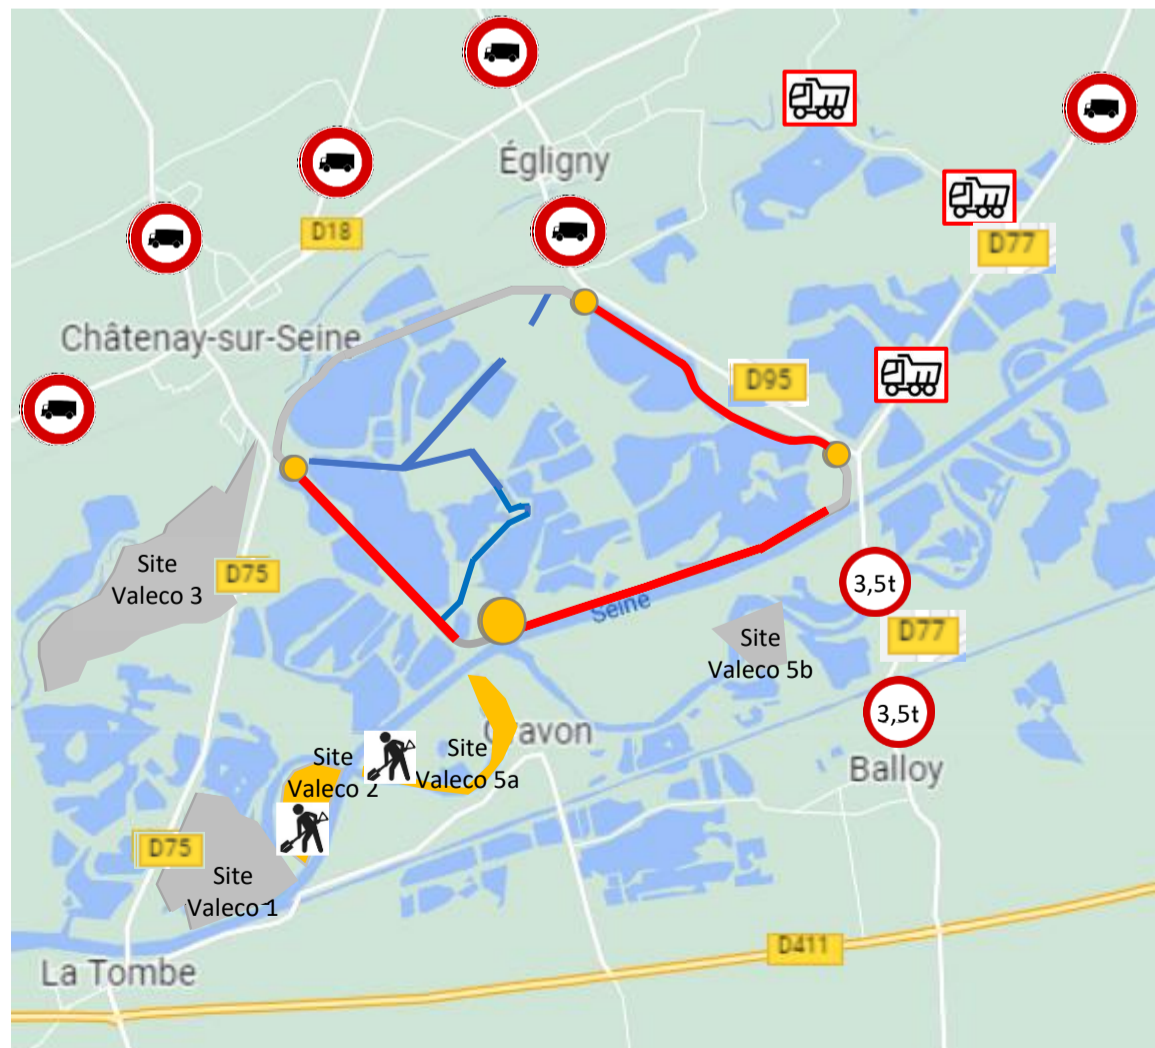 Égligny
D18
D77
Châtenay-sur-Seine
D95
Site
Valeco 3
D75
3,5t
Seine
D77
Site
Valeco 5b
3,5t
Gravon
Site
Valeco 2
Site
Valeco 5a
Balloy
D75
Site
Valeco 1
D411
La Tombe